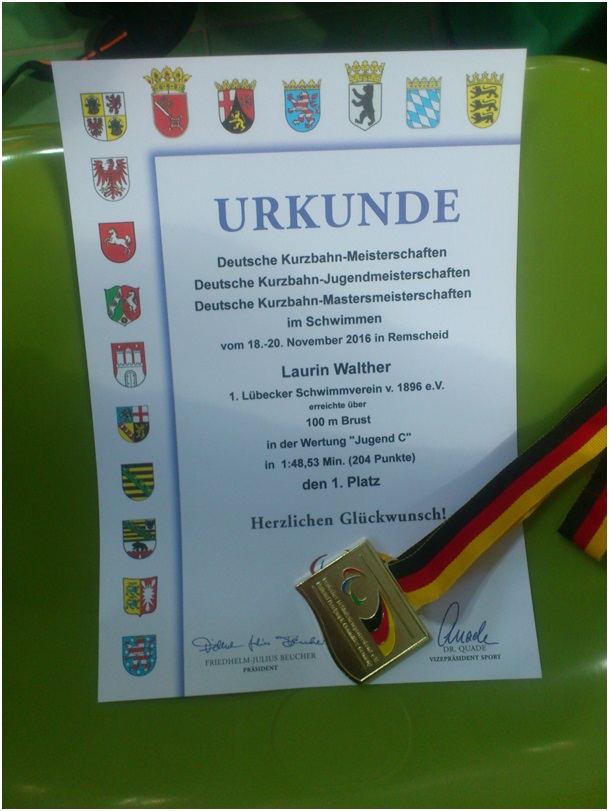 URKUNDE
Deutsche Kurzbahn-Meisterschaften
Deutsche Kurzbahn-Jugendmeisterschaften
Deutsche Kurzbahn-Mastersmeisterschaften
im Schwimmen
vom 18.-20. November 2016 in Remscheid
Laurin Walther
1. Lübecker Schwimmverein v. 1896 e.V.
erreichte über
100 m Brust
in der Wertung "Jugend C"
in 1:48,53 Min. (204 Punkte)
den 1. Platz
Herzlichen Glückwunsch!
FRIEDHELM-JULIUS BEUCHER
PRÄSIDENT
Quade
DR. QUADE
VIZEPRÄSIDENT SPORT